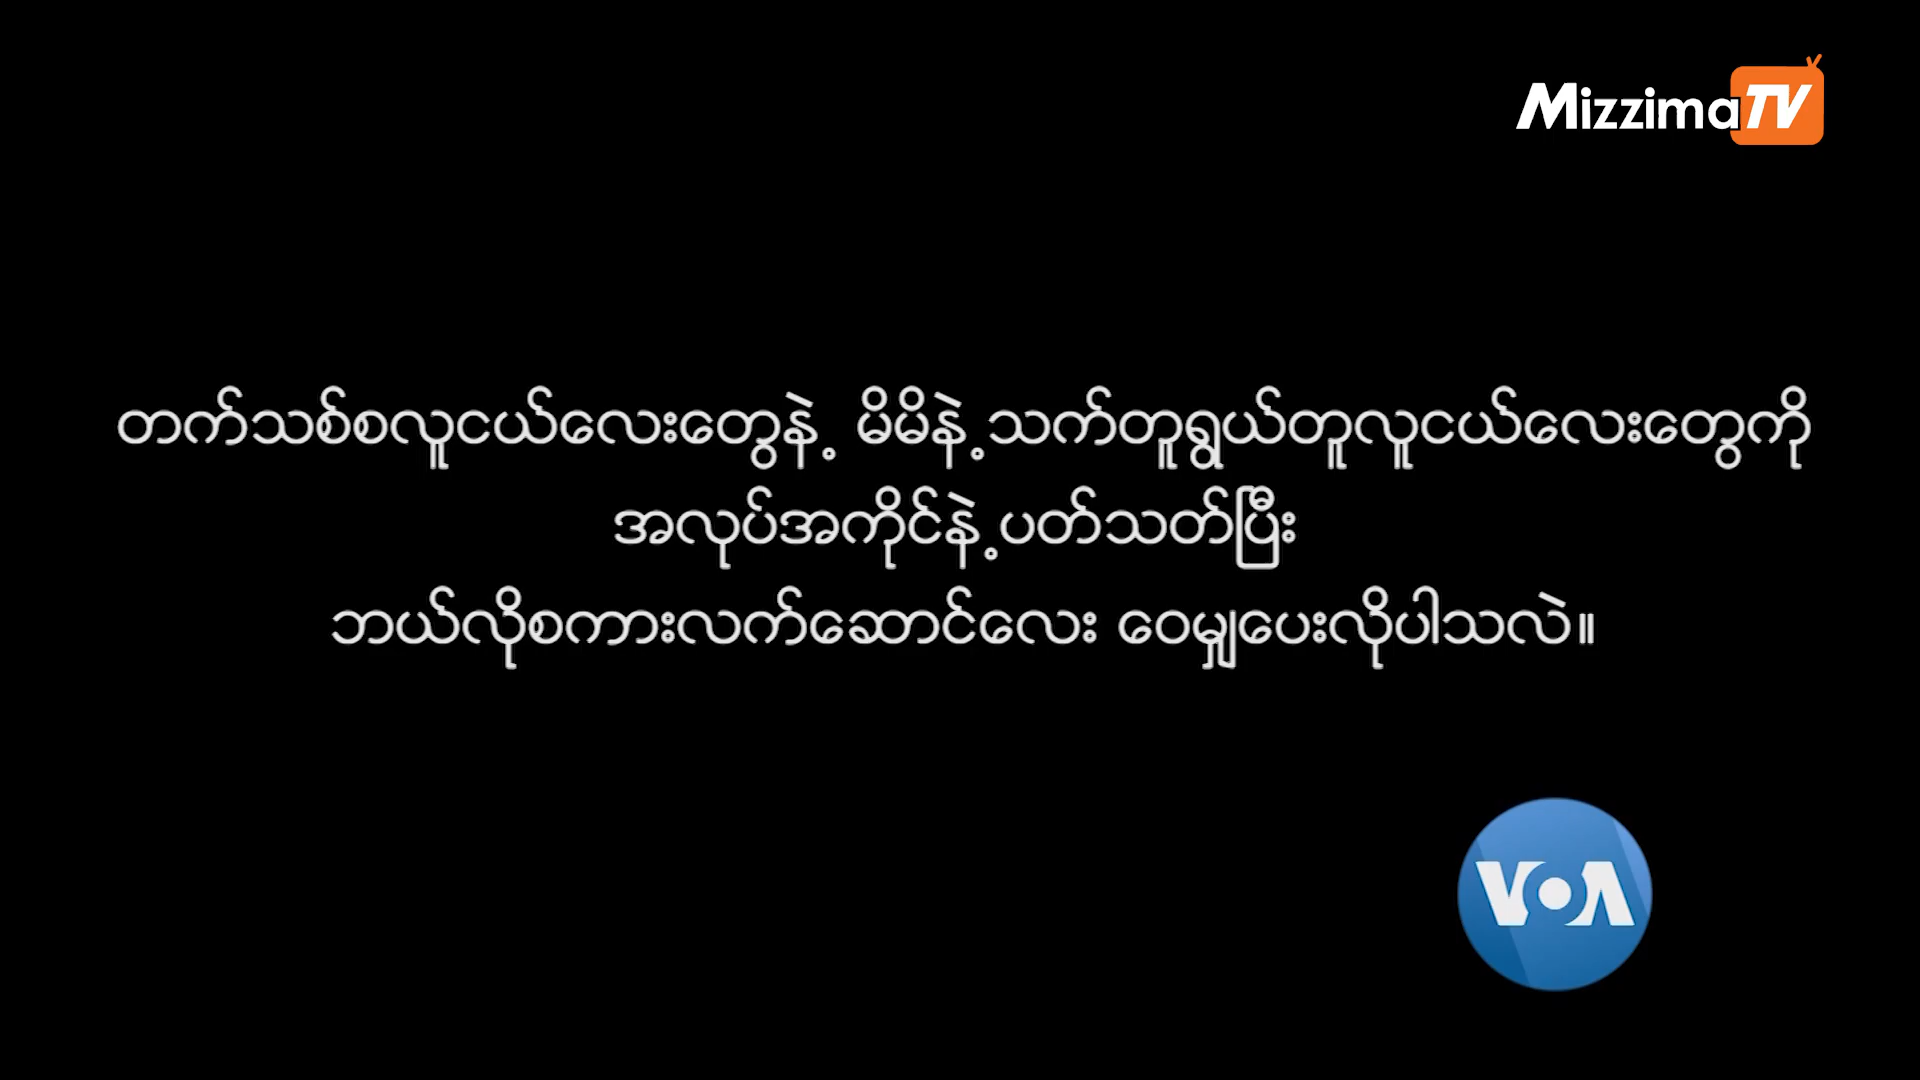 MizzimaTV
တက်သစ်စလူငယ်လေးတွေနဲ့ မိမိနဲ့သက်တူရွယ်တူလူငယ်လေးတွေကို
အလုပ်အကိုင်နဲ့ပတ်သတ်ပြီး
ဘယ်လိုစကားလက်ဆောင်လေး ဝေမျှပေးလိုပါသလဲ။
VOA